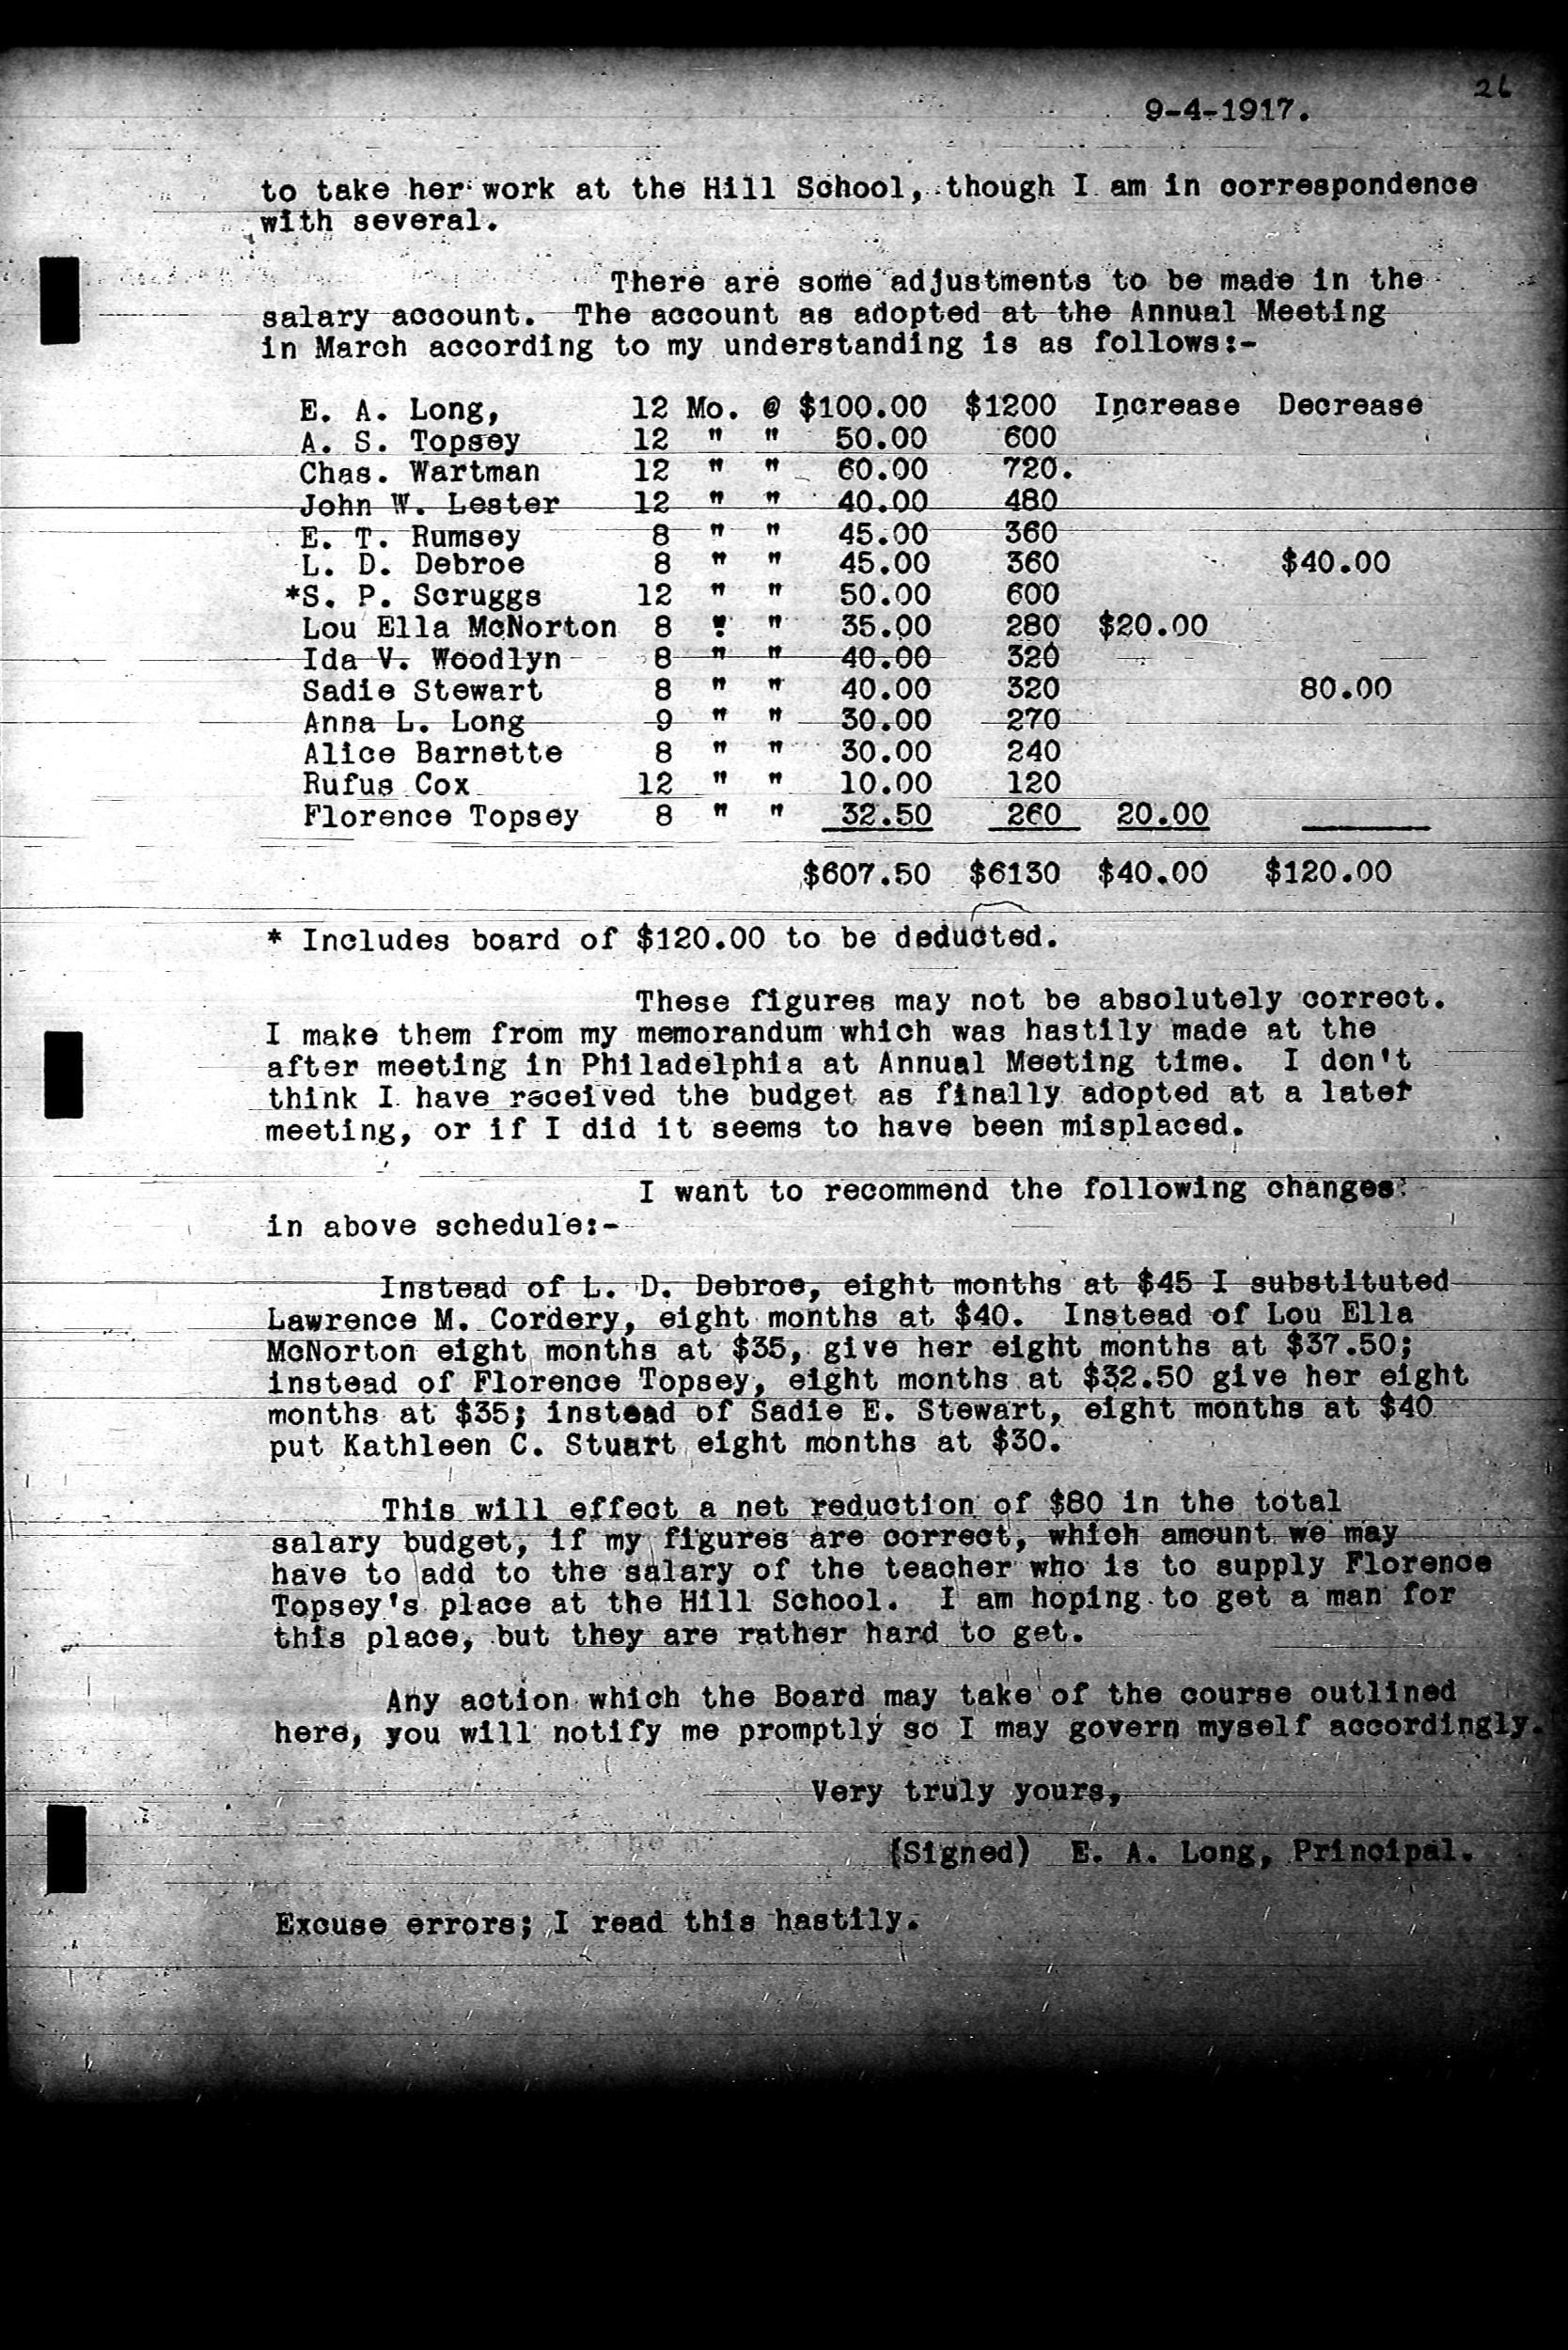 26
9-4-1917.
to take her work at the Hill School, though I am in correspondence
with several.
There are some adjustments to be made in the
salary account. The account as adopted at the Annual Meeting
in March according to my understanding is as follows:-
E. A. Long, 12 Mo. @ $100.00 $1200 Increase Decrease
A. S. Topsey 12 " " 50.00 600
Chas. Wartman 12 " " 60.00 720.
John W. Lester 12 " " 40.00 480
E. T. Rumsey 8 " " 45.00 360
L. D. Debroe 8 " " 45.00 360 $40.00
*S. P. Scruggs 12 " " 50.00 600
Lou Ella McNorton 8 " " 35.00 280 $20.00
Ida V. Woodlyn 8 " " 40.00 320
Sadie Stewart 8 " " 40.00 320 80.00
Anna L. Long 9 " " 30.00 270
Alice Barnette 8 " " 30.00 240
Rufus Cox 12 " " 10.00 120
Florence Topsey 8 " " 32.50 260 20.00
$607.50 $6130 $40.00 $120.00
* Includes board of $120.00 to be deducted.
These figures may not be absolutely correct.
I make them from my memorandum which was hastily made at the
after meeting in Philadelphia at Annual Meeting time. I don't
think I have received the budget as finally adopted at a later
meeting, or if I did it seems to have been misplaced.
I want to recommend the following changes
in above schedule:-
Instead of L. D. Debroe, eight months at $45 I substituted
Lawrence M. Cordery, eight months at $40. Instead of Lou Ella
McNorton eight months at $35, give her eight months at $37.50;
instead of Florence Topsey, eight months at $32.50 give her eight
months at $35; instead of Sadie E. Stewart, eight months at $40
put Kathleen C. Stuart eight months at $30.
This will effect a net reduction of $80 in the total
salary budget, if my figures are correct, which amount we may
have to add to the salary of the teacher who is to supply Florence
Topsey's place at the Hill School. I am hoping to get a man for
this place, but they are rather hard to get.
Any action which the Board may take of the course outlined
here, you will notify me promptly so I may govern myself accordingly.
Very truly yours,
(Signed) E. A. Long, Principal.
Excuse errors; I read this hastily.